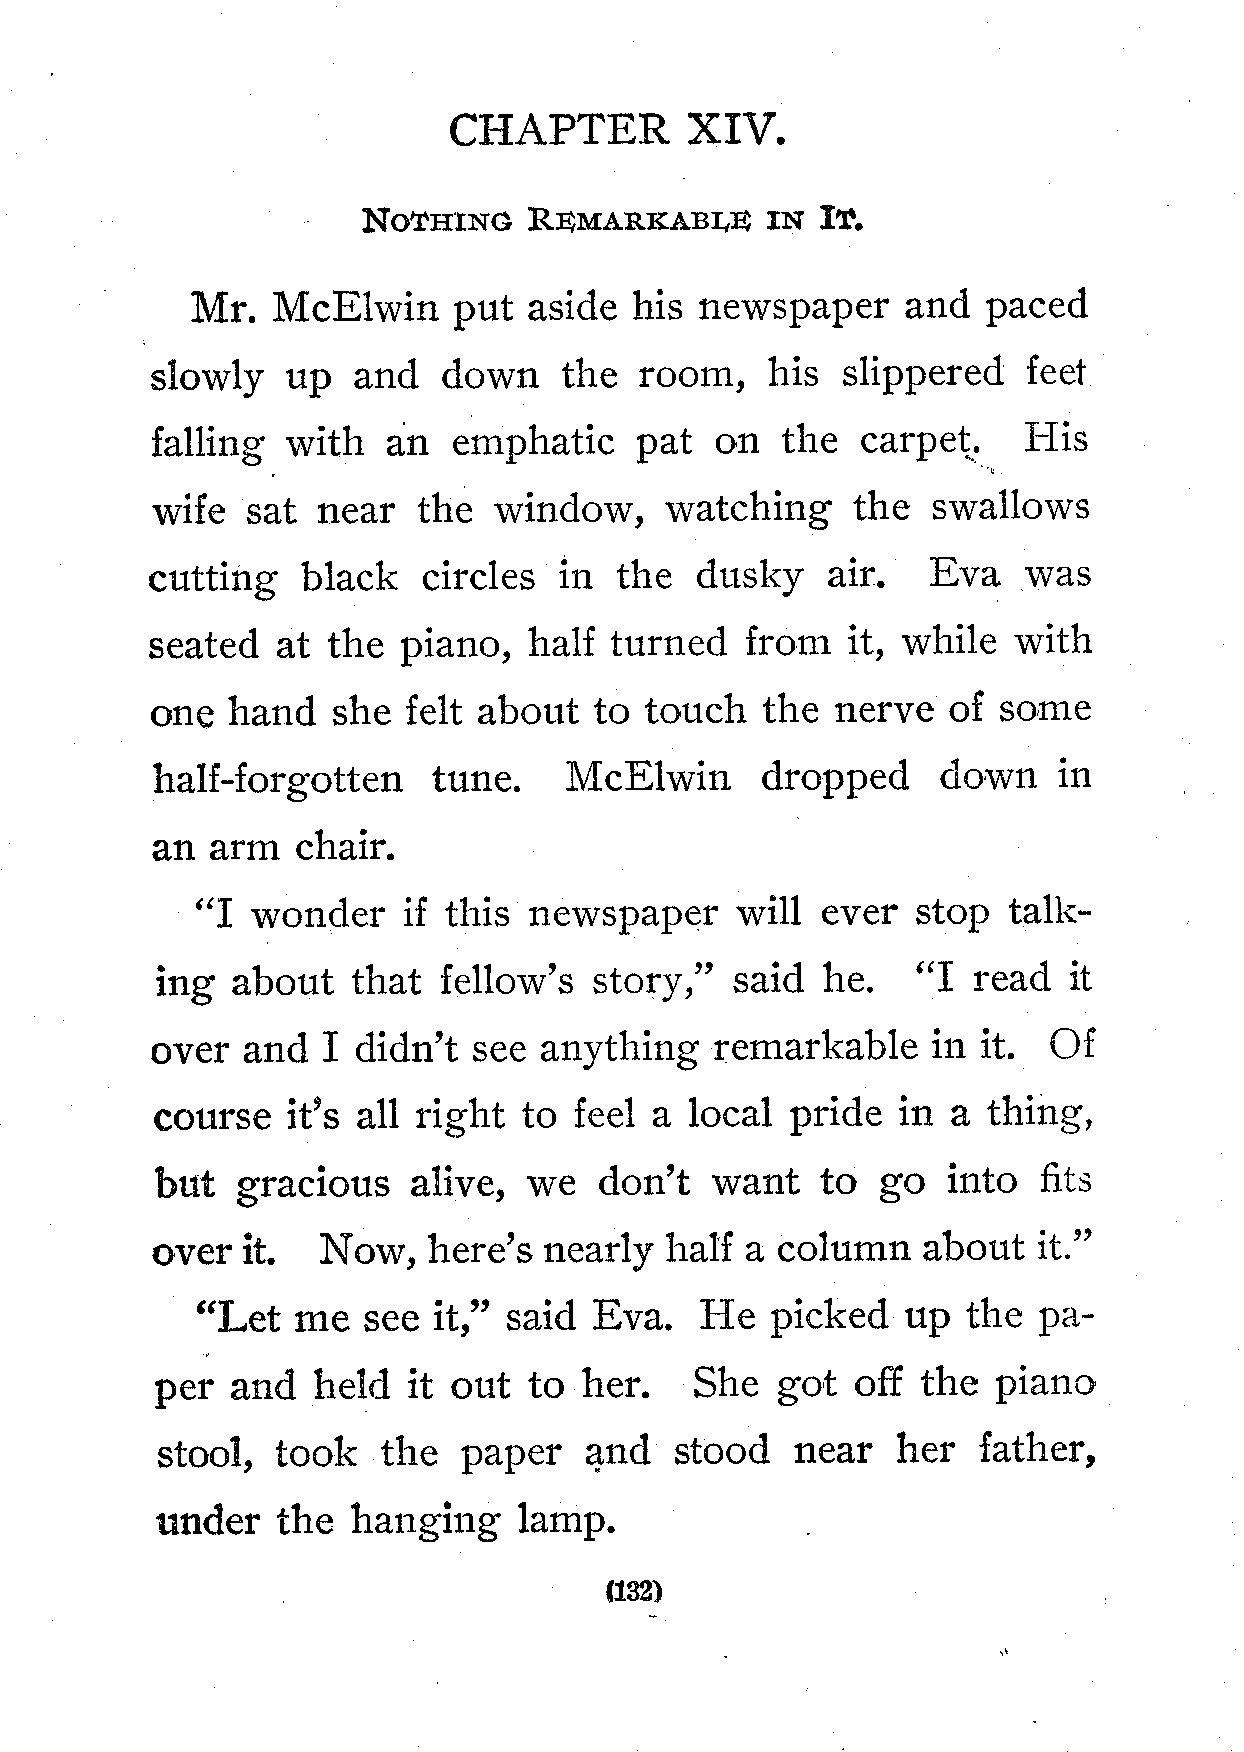 CHAPTER XIV.
Nothing Remarkable in It.
Mr. McElwin put aside his newspaper and paced
slowly up and down the room, his slippered feet
falling with an emphatic pat on the carpet. His
wife sat near the window, watching the swallows
cutting black circles in the dusky air. Eva was
seated at the piano, half turned from it, while with
one hand she felt about to touch the nerve of some
half-forgotten tune. McElwin dropped down in
an arm chair.
“I wonder if this newspaper will ever stop talk-
ing about that fellow’s story,” said he. “I read it
over and I didn’t see anything remarkable in it. Of
course it’s all right to feel a local pride in a thing,
but gracious alive, we don’t want to go into fits
over it. Now, here’s nearly half a column about it.”
“Let me see it,” said Eva. He picked up the pa-
per and held it out to her. She got off the piano
stool, took the paper and stood near her father,
under the hanging lamp.
(132)